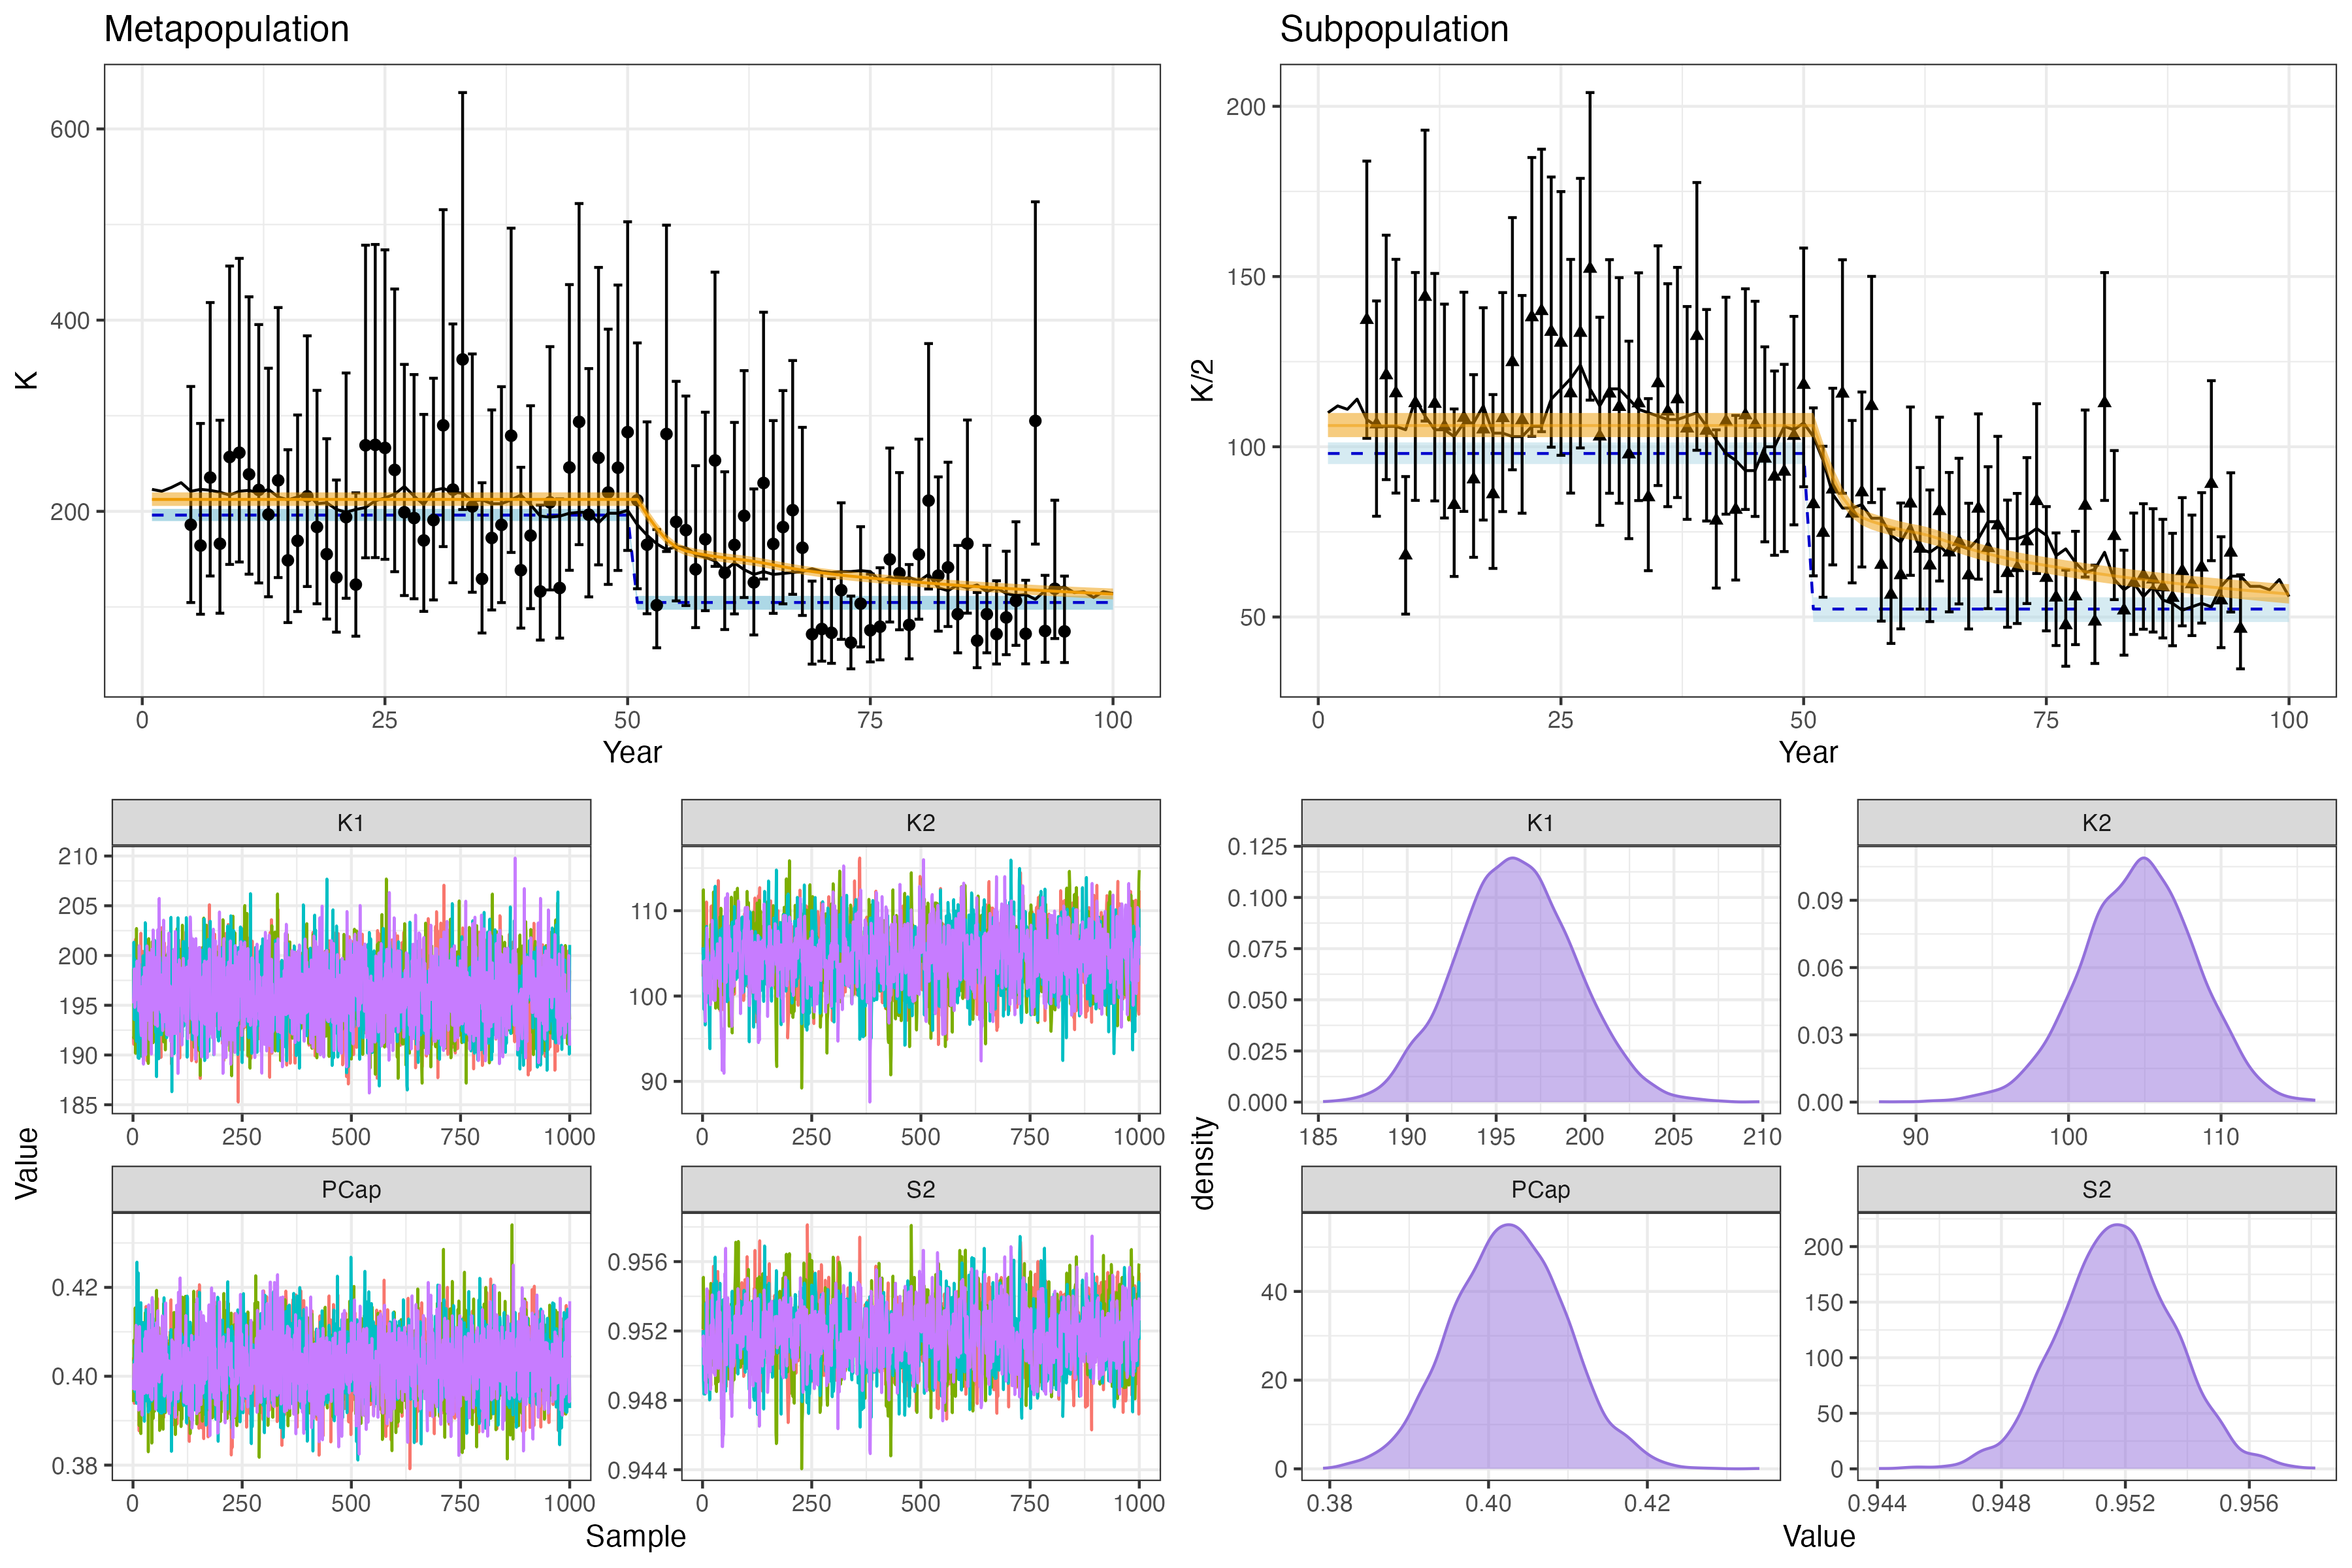 Metapopulation
Subpopulation
600
400
200
K
0 25 50 75 100
Year
200
150
100
50
K/2
0 25 50 75 100
Year
K1 K2
210
205
200
195
190
185
110
100
90
0 250 500 750 1000
0 250 500 750 1000
PCap S2
0.42
0.40
0.38
0.956
0.952
0.948
0.944
0 250 500 750 1000
0 250 500 750 1000
Value
Sample
K1 K2
0.125
0.100
0.075
0.050
0.025
0.000
0.09
0.06
0.03
0.00
185 190 195 200 205 210
90 100 110
PCap S2
40
20
0
200
150
100
50
0
0.38 0.40 0.42
0.944 0.948 0.952 0.956
density
Value